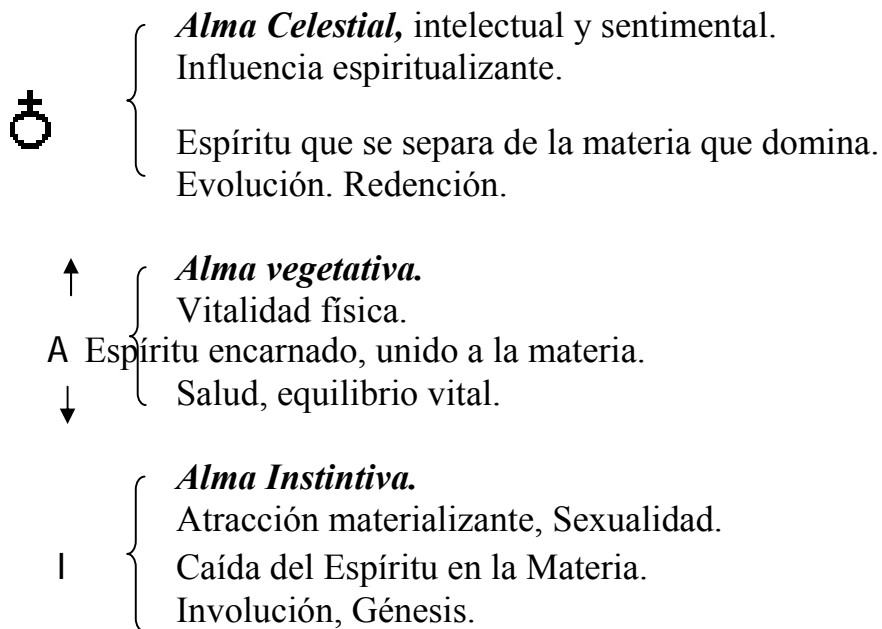 Alma Celestial, intelectual y sentimental.
Influencia espiritualizante.
♁
Espíritu que se separa de la materia que domina.
Evolución. Redención.
↑
Alma vegetativa.
Vitalidad física.
A Espíritu encarnado, unido a la materia.
↓
Salud, equilibrio vital.
Alma Instintiva.
Atracción materializante, Sexualidad.
I Caída del Espíritu en la Materia.
Involución, Génesis.